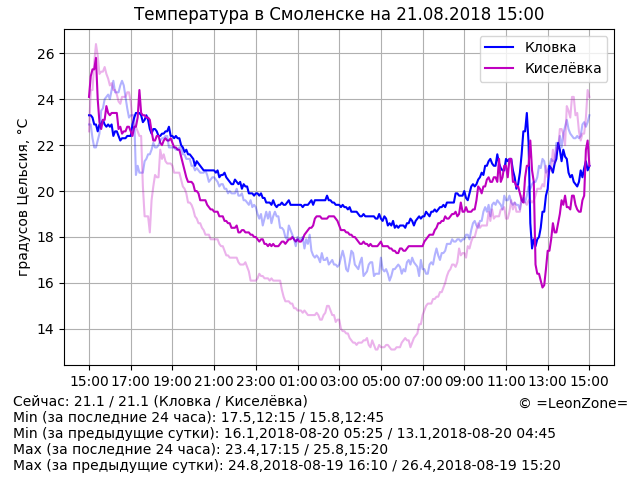 Температура в Смоленске на 21.08.2018 15:00
Кловка
Киселёвка
градусов Цельсия, °C
26
24
22
20
18
16
14
15:00 17:00 19:00 21:00 23:00 01:00 03:00 05:00 07:00 09:00 11:00 13:00 15:00
Сейчас: 21.1 / 21.1 (Кловка / Киселёвка)
© =LeonZone=
Min (за последние 24 часа): 17.5,12:15 / 15.8,12:45
Min (за предыдущие сутки): 16.1,2018-08-20 05:25 / 13.1,2018-08-20 04:45
Max (за последние 24 часа): 23.4,17:15 / 25.8,15:20
Max (за предыдущие сутки): 24.8,2018-08-19 16:10 / 26.4,2018-08-19 15:20